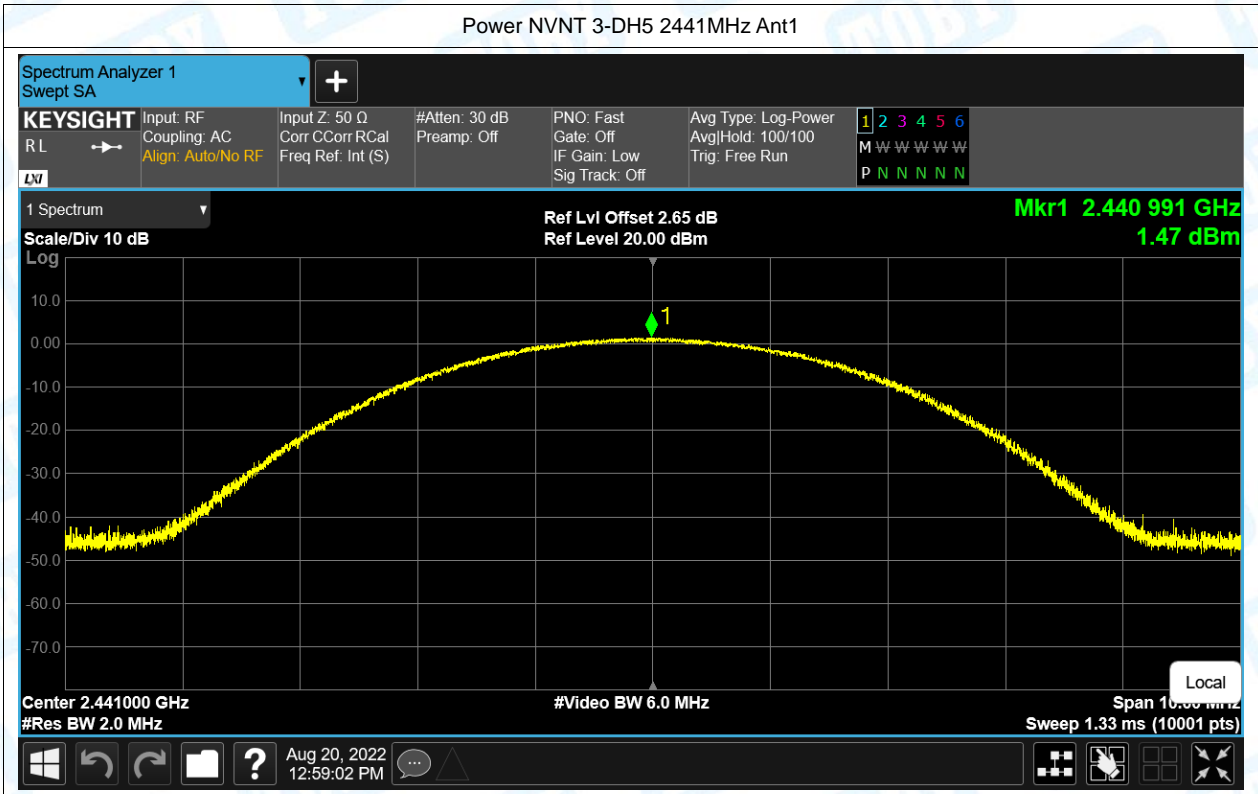 Power NVNT 3-DH5 2441MHz Ant1
Spectrum Analyzer 1
Swept SA
+
KEYSIGHT
RL
LXI
Input: RF
Coupling: AC
Align: Auto/No RF
Input Z: 50 Ω
Corr CCorr RCal
Freq Ref: Int (S)
#Atten: 30 dB
Preamp: Off
PNO: Fast
Gate: Off
IF Gain: Low
Sig Track: Off
Avg Type: Log-Power
Avg|Hold: 100/100
Trig: Free Run
1 2 3 4 5 6
M W W W W W
P N N N N N
1 Spectrum
Scale/Div 10 dB
Log
Ref Lvl Offset 2.65 dB
Ref Level 20.00 dBm
Mkr1 2.440 991 GHz
1.47 dBm
1
10.0
0.00
-10.0
-20.0
-30.0
-40.0
-50.0
-60.0
-70.0
Local
Center 2.441000 GHz
#Res BW 2.0 MHz
#Video BW 6.0 MHz
Span 10.00 MHz
Sweep 1.33 ms (10001 pts)
?
Aug 20, 2022
12:59:02 PM